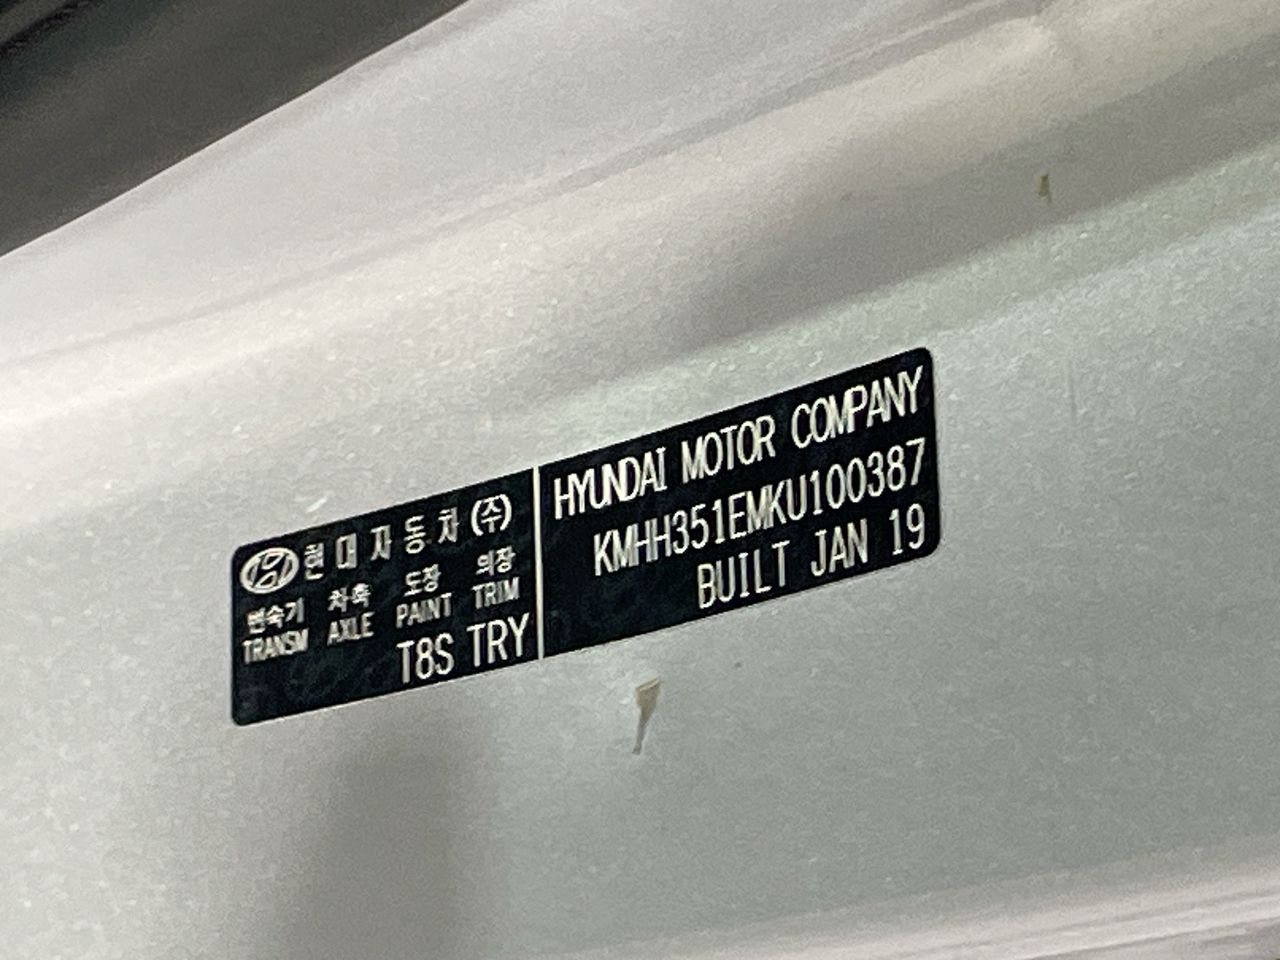 현대자동차(주)
변속기 차축 도장 의장
TRANSM AXLE PAINT TRIM
T8S TRY
HYUNDAI MOTOR COMPANY
KMHH351EMKU100387
BUILT JAN 19